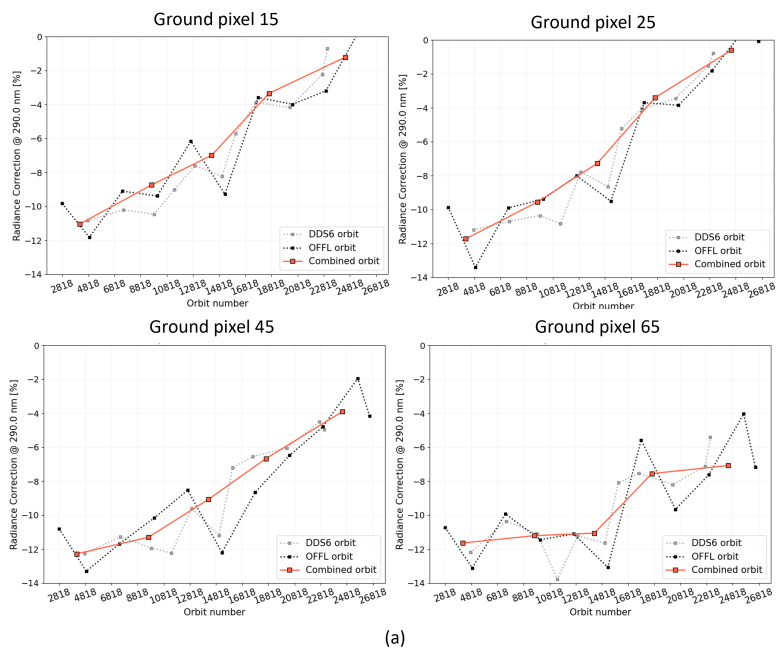 Ground pixel 15
Radiance Correction @ 290.0 nm [%]
0
−2
−4
−6
−8
−10
−12
−14
DDS6 orbit
OFFL orbit
Combined orbit
2818 4818 6818 8818 10818 12818 14818 16818 18818 20818 22818 24818 26818
Orbit number
Ground pixel 25
Radiance Correction @ 290.0 nm [%]
0
−2
−4
−6
−8
−10
−12
−14
DDS6 orbit
OFFL orbit
Combined orbit
2818 4818 6818 8818 10818 12818 14818 16818 18818 20818 22818 24818 26818
Orbit number
Ground pixel 45
Radiance Correction @ 290.0 nm [%]
0
−2
−4
−6
−8
−10
−12
−14
DDS6 orbit
OFFL orbit
Combined orbit
2818 4818 6818 8818 10818 12818 14818 16818 18818 20818 22818 24818 26818
Orbit number
Ground pixel 65
Radiance Correction @ 290.0 nm [%]
0
−2
−4
−6
−8
−10
−12
−14
DDS6 orbit
OFFL orbit
Combined orbit
2818 4818 6818 8818 10818 12818 14818 16818 18818 20818 22818 24818 26818
Orbit number
(a)